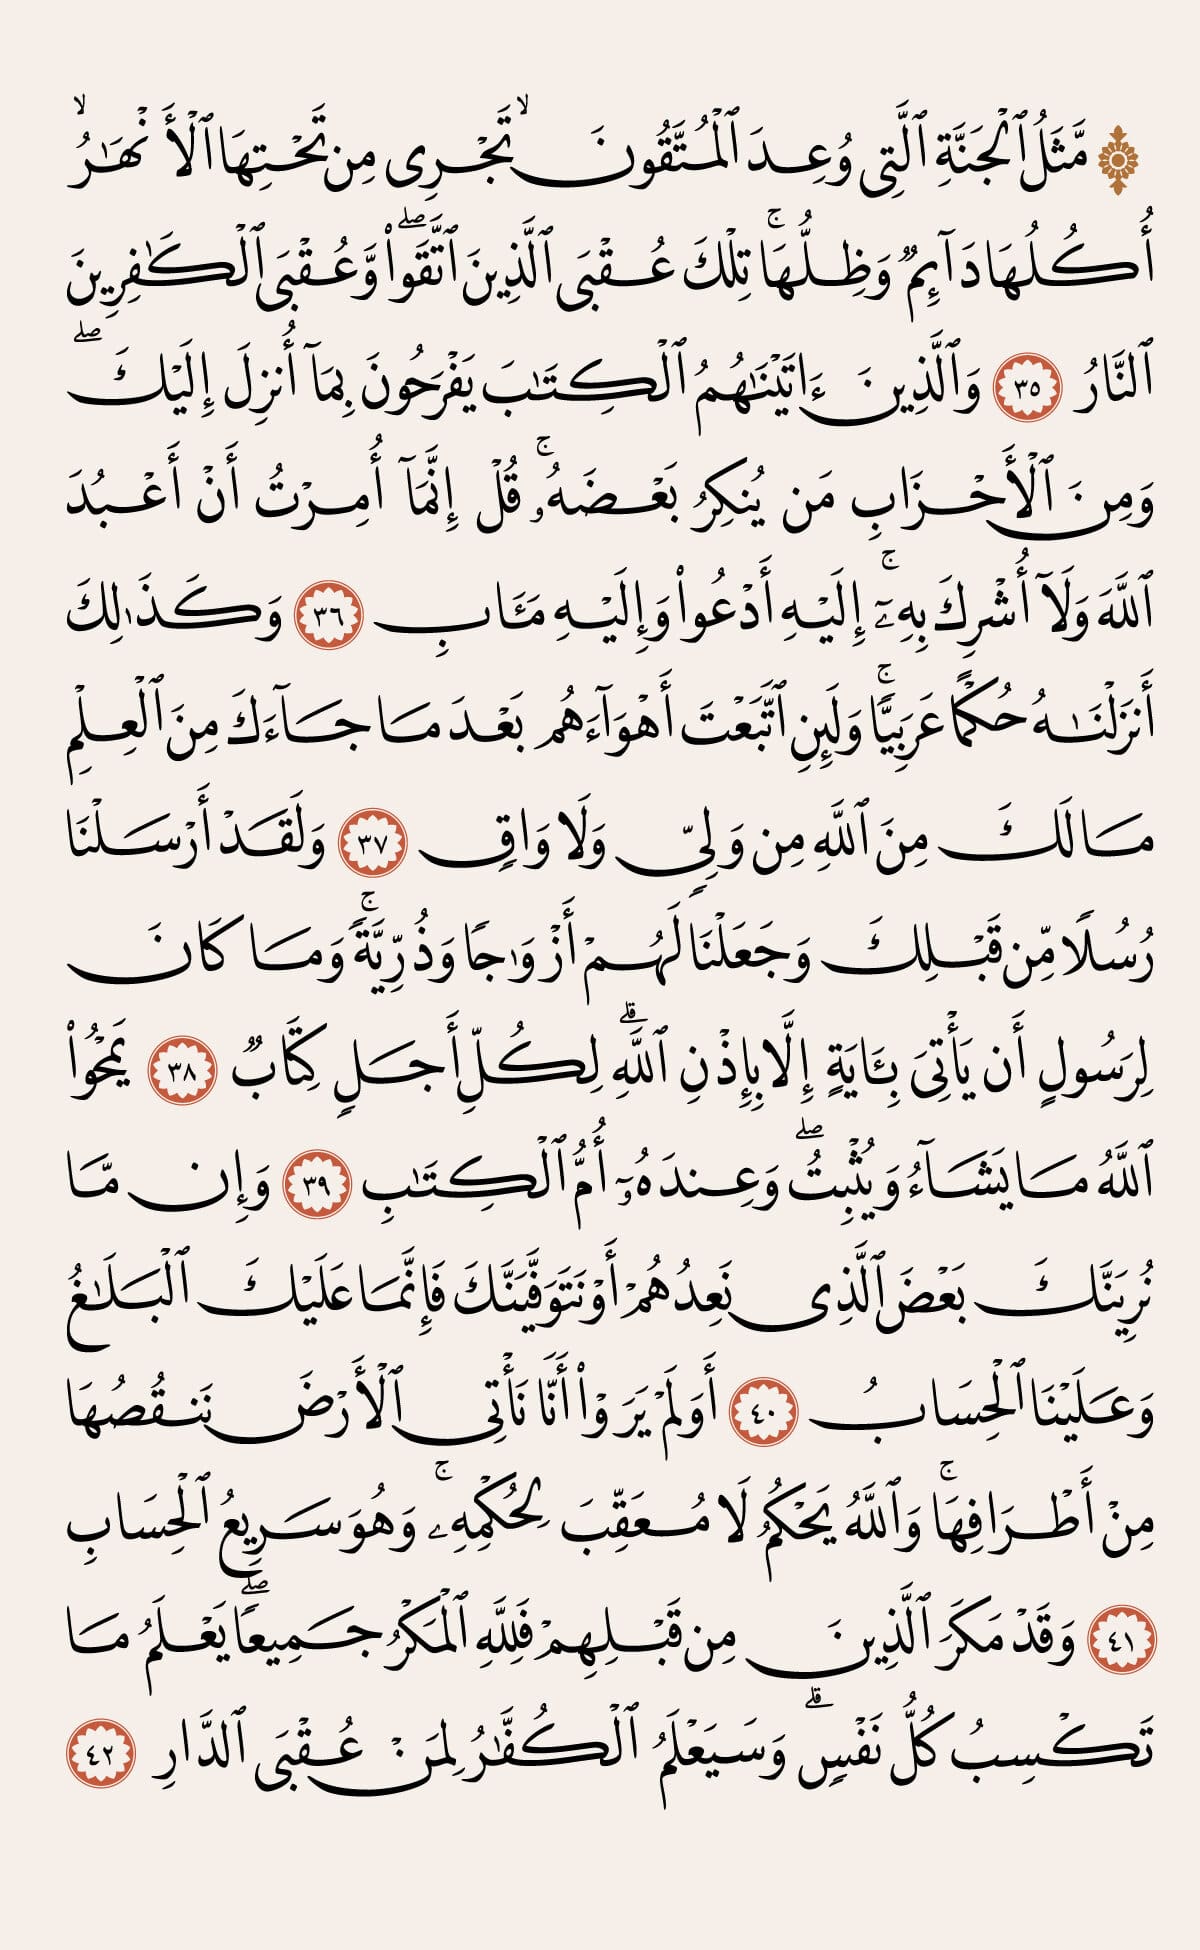 ۞ مَّثَلُ ٱلْجَنَّةِ ٱلَّتِى وُعِدَ ٱلْمُتَّقُونَ ۙ تَجْرِى مِن تَحْتِهَا ٱلْأَنْهَـٰرُ ۙ
أُكُلُهَا دَآئِمٌ وَظِلُّهَا ۚ تِلْكَ عُقْبَى ٱلَّذِينَ ٱتَّقَوا۟ ۖ وَّعُقْبَى ٱلْكَـٰفِرِينَ
ٱلنَّارُ ٣٥ وَٱلَّذِينَ ءَاتَيْنَـٰهُمُ ٱلْكِتَـٰبَ يَفْرَحُونَ بِمَآ أُنزِلَ إِلَيْكَ ۖ
وَمِنَ ٱلْأَحْزَابِ مَن يُنكِرُ بَعْضَهُۥ ۚ قُلْ إِنَّمَآ أُمِرْتُ أَنْ أَعْبُدَ
ٱللَّهَ وَلَآ أُشْرِكَ بِهِۦٓ ۚ إِلَيْهِ أَدْعُوا۟ وَإِلَيْهِ مَـَٔابِ ٣٦ وَكَذَٰلِكَ
أَنزَلْنَـٰهُ حُكْمًا عَرَبِيًّا ۚ وَلَئِنِ ٱتَّبَعْتَ أَهْوَآءَهُم بَعْدَ مَا جَآءَكَ مِنَ ٱلْعِلْمِ
مَا لَكَ مِنَ ٱللَّهِ مِن وَلِىٍّ وَلَا وَاقٍ ٣٧ وَلَقَدْ أَرْسَلْنَا
رُسُلًا مِّن قَبْلِكَ وَجَعَلْنَا لَهُمْ أَزْوَٰجًا وَذُرِّيَّةً ۚ وَمَا كَانَ
لِرَسُولٍ أَن يَأْتِىَ بِـَٔايَةٍ إِلَّا بِإِذْنِ ٱللَّهِ ۗ لِكُلِّ أَجَلٍ كِتَابٌ ٣٨ يَمْحُوا۟
ٱللَّهُ مَا يَشَآءُ وَيُثْبِتُ ۖ وَعِندَهُۥٓ أُمُّ ٱلْكِتَـٰبِ ٣٩ وَإِن مَّا
نُرِيَنَّكَ بَعْضَ ٱلَّذِى نَعِدُهُمْ أَوْ نَتَوَفَّيَنَّكَ فَإِنَّمَا عَلَيْكَ ٱلْبَلَـٰغُ
وَعَلَيْنَا ٱلْحِسَابُ ٤٠ أَوَلَمْ يَرَوْا۟ أَنَّا نَأْتِى ٱلْأَرْضَ نَنقُصُهَا
مِنْ أَطْرَافِهَا ۚ وَٱللَّهُ يَحْكُمُ لَا مُعَقِّبَ لِحُكْمِهِۦ ۚ وَهُوَ سَرِيعُ ٱلْحِسَابِ
٤١ وَقَدْ مَكَرَ ٱلَّذِينَ مِن قَبْلِهِمْ فَلِلَّهِ ٱلْمَكْرُ جَمِيعًا ۖ يَعْلَمُ مَا
تَكْسِبُ كُلُّ نَفْسٍ ۗ وَسَيَعْلَمُ ٱلْكُفَّـٰرُ لِمَنْ عُقْبَى ٱلدَّارِ ٤٢